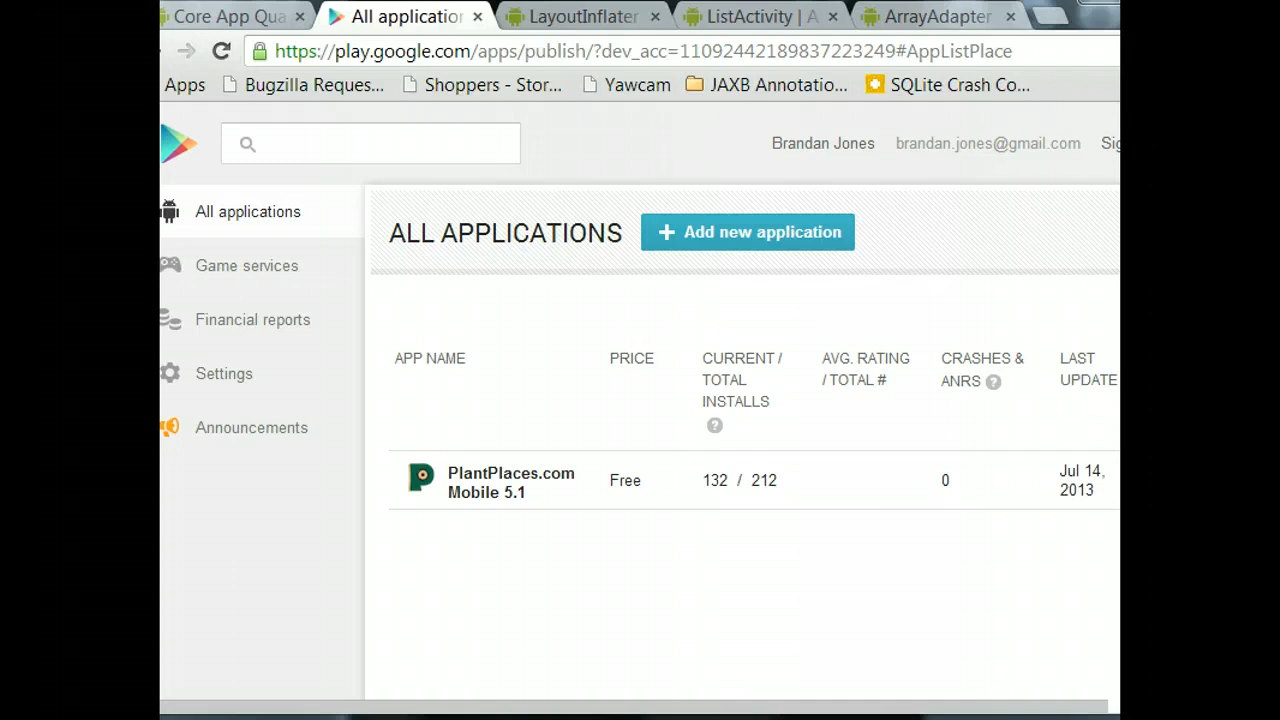 Core App Qua
All applicatio
LayoutInflater
ListActivity | A
ArrayAdapter
https://play.google.com/apps/publish/?dev_acc=11092442189837223249#AppListPlace
Apps
Bugzilla Reques...
Shoppers - Stor...
Yawcam
JAXB Annotatio...
SQLite Crash Co...
Brandan Jones
brandan.jones@gmail.com
Sig
All applications
Game services
Financial reports
Settings
Announcements
ALL APPLICATIONS
Add new application
APP NAME
PRICE
CURRENT /
TOTAL
INSTALLS
?
AVG. RATING
/ TOTAL #
CRASHES &
ANRS ?
LAST
UPDATE
PlantPlaces.com
Mobile 5.1
Free
132 / 212
0
Jul 14,
2013